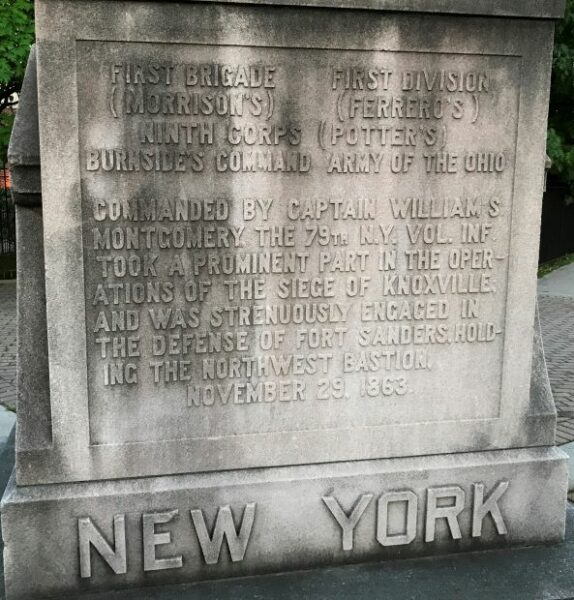 FIRST BRIGADE FIRST DIVISION
(MORRISON'S) (FERRERO'S)
NINTH CORPS (POTTER'S)
BURNSIDE'S COMMAND ARMY OF THE OHIO
COMMANDED BY CAPTAIN WILLIAM S.
MONTGOMERY, THE 79TH N.Y. VOL. INF.
TOOK A PROMINENT PART IN THE OPER-
ATIONS OF THE SIEGE OF KNOXVILLE,
AND WAS STRENUOUSLY ENGAGED IN
THE DEFENSE OF FORT SANDERS, HOLD-
ING THE NORTHWEST BASTION,
NOVEMBER 29, 1863.
NEW YORK